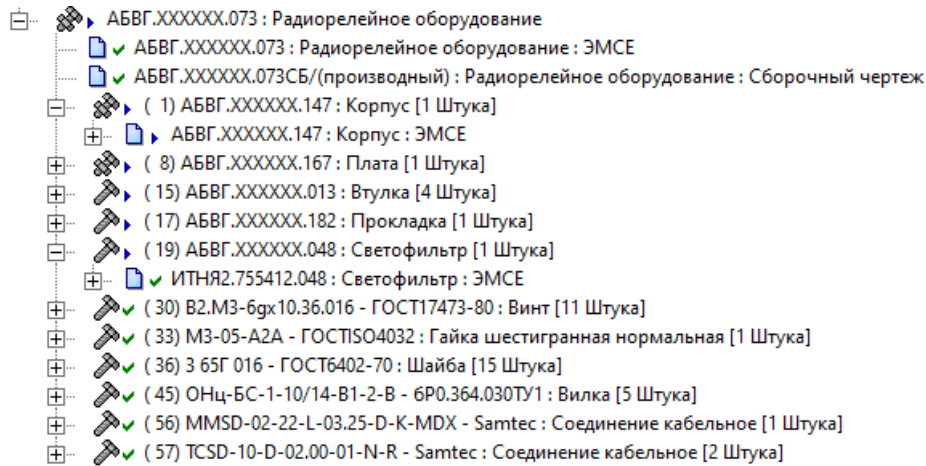 АБВГ.XXXXXX.073 : Радиорелейное оборудование
АБВГ.XXXXXX.073 : Радиорелейное оборудование : ЭМСЕ
АБВГ.XXXXXX.073СБ/(производный) : Радиорелейное оборудование : Сборочный чертеж
( 1) АБВГ.XXXXXX.147 : Корпус [1 Штука]
АБВГ.XXXXXX.147 : Корпус : ЭМСЕ
( 8) АБВГ.XXXXXX.167 : Плата [1 Штука]
( 15) АБВГ.XXXXXX.013 : Втулка [4 Штука]
( 17) АБВГ.XXXXXX.182 : Прокладка [1 Штука]
( 19) АБВГ.XXXXXX.048 : Светофильтр [1 Штука]
ИТНЯ2.755412.048 : Светофильтр : ЭМСЕ
( 30) В2.М3-6gx10.36.016 - ГОСТ17473-80 : Винт [11 Штука]
( 33) М3-05-А2А - ГОСТISO4032 : Гайка шестигранная нормальная [1 Штука]
( 36) 3 65Г 016 - ГОСТ6402-70 : Шайба [15 Штука]
( 45) ОНц-БС-1-10/14-В1-2-В - 6Р0.364.030ТУ1 : Вилка [5 Штука]
( 56) MMSD-02-22-L-03.25-D-K-MDX - Samtec : Соединение кабельное [1 Штука]
( 57) TCSD-10-D-02.00-01-N-R - Samtec : Соединение кабельное [2 Штука]